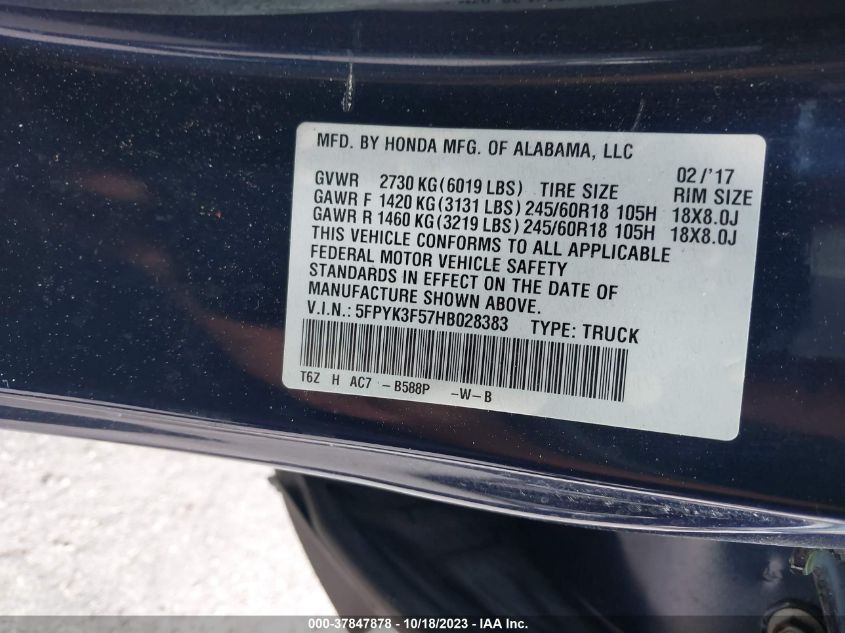 MFD. BY HONDA MFG. OF ALABAMA, LLC
02/'17
GVWR 2730 KG(6019 LBS) TIRE SIZE RIM SIZE
GAWR F 1420 KG(3131 LBS) 245/60R18 105H 18X8.0J
GAWR R 1460 KG(3219 LBS) 245/60R18 105H 18X8.0J
THIS VEHICLE CONFORMS TO ALL APPLICABLE
FEDERAL MOTOR VEHICLE SAFETY
STANDARDS IN EFFECT ON THE DATE OF
MANUFACTURE SHOWN ABOVE.
V.I.N.: 5FPYK3F57HB028383 TYPE: TRUCK
T6Z H AC7 -B588P -W-B
000-37847878 - 10/18/2023 - IAA Inc.